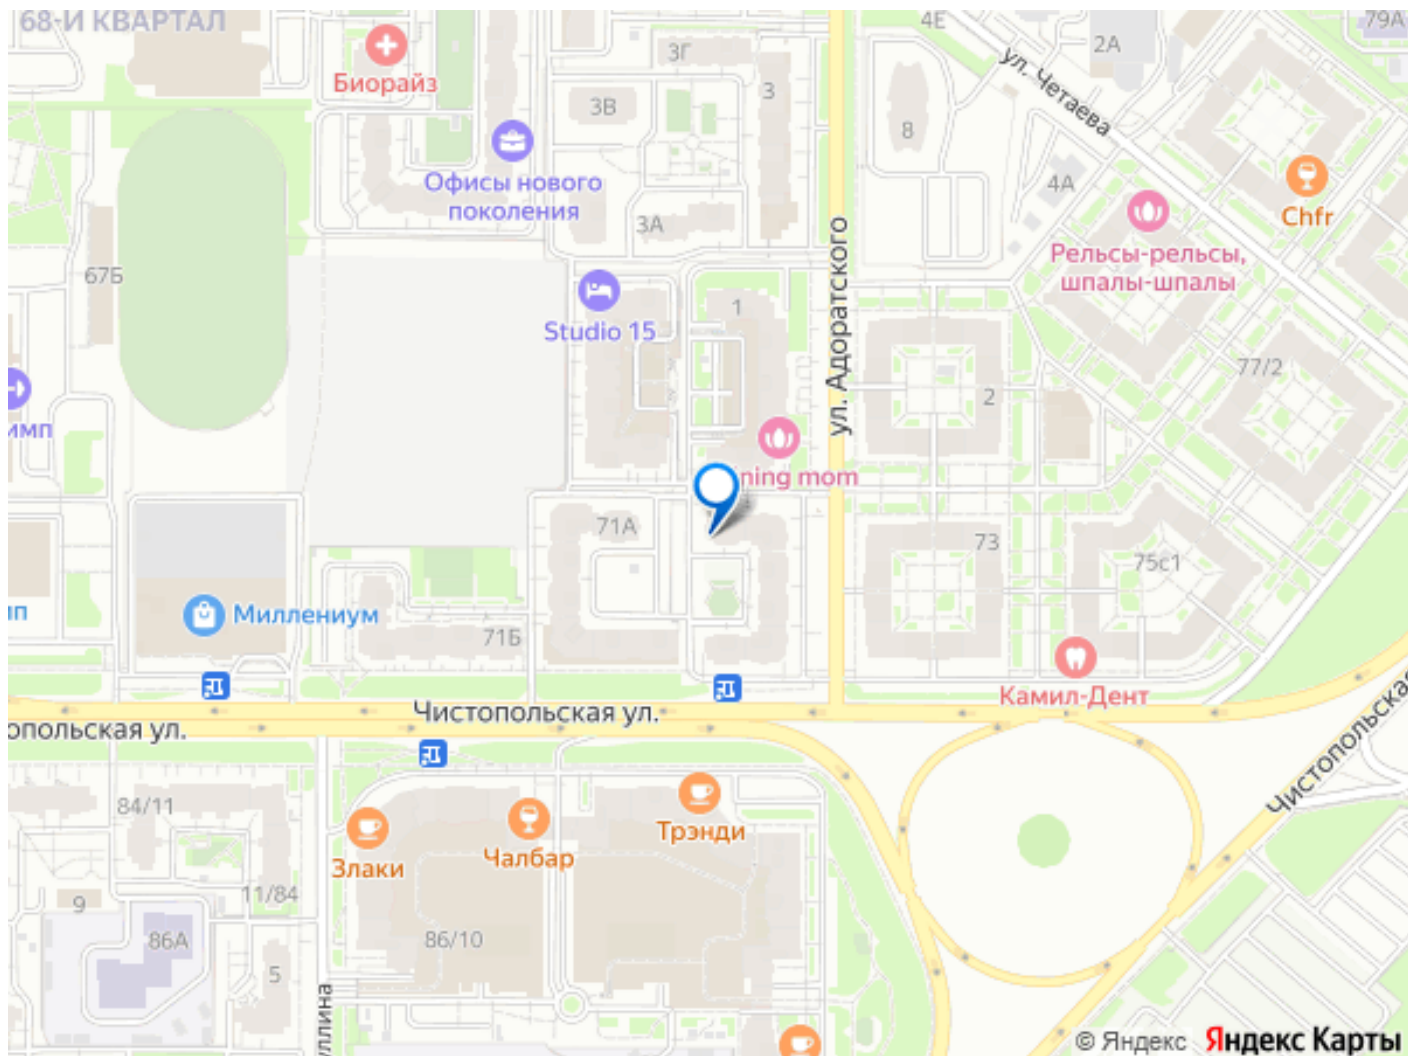 68-Й КВАРТАЛ
4Е
79А
ул. Четаева
2А
3Г
Биорайз
3
3В
8
Офисы нового
поколения
4А
Chfr
3А
Рельсы-рельсы,
шпалы-шпалы
67Б
ул. Адоратского
1
Studio 15
77/2
2
имп
ning mom
71А
73
75с1
Миллениум
71Б
Камил-Дент
Чистопольская ул.
опольская ул.
Чистопольская
84/11
Трэнди
Чалбар
Злаки
11/84
9
86А
86/10
5
уллина
© Яндекс Яндекс Карты